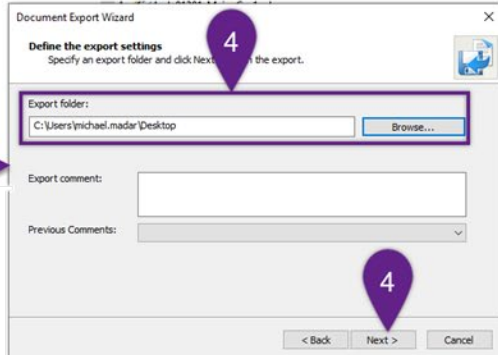 Document Export Wizard
Define the export settings
Specify an export folder and click Next the export.
4
Export folder:
C:\Users\michael.madar\Desktop
Browse...
Export comment:
Previous Comments:
4
< Back
Next >
Cancel